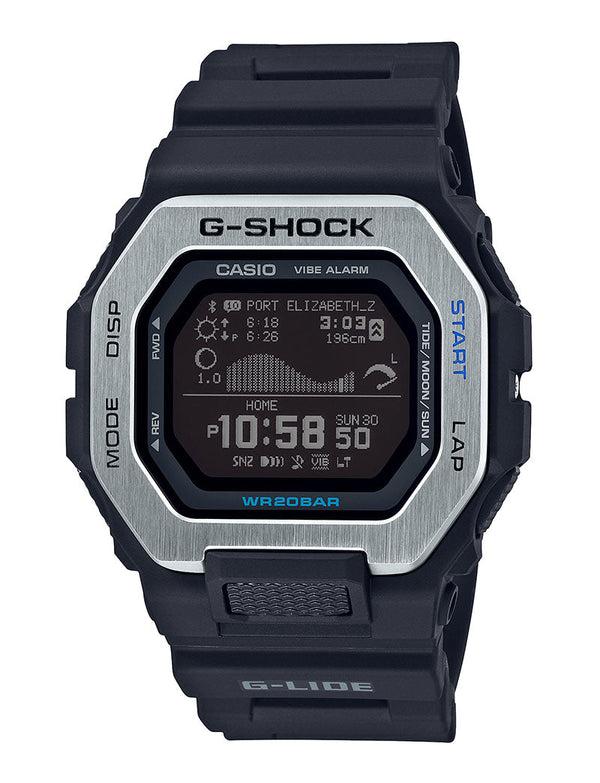 G-SHOCK
CASIO VIBE ALARM
DISP
MODE
FWD
REV
START
LAP
TIDE/MOON/SUN
10 PORT ELIZABETH_Z
6:18 3:03
P 6:26 196cm
1.0 L
HOME
P 10:58 SUN 30
50
SNZ VIB LT
WR20BAR
G-LIDE